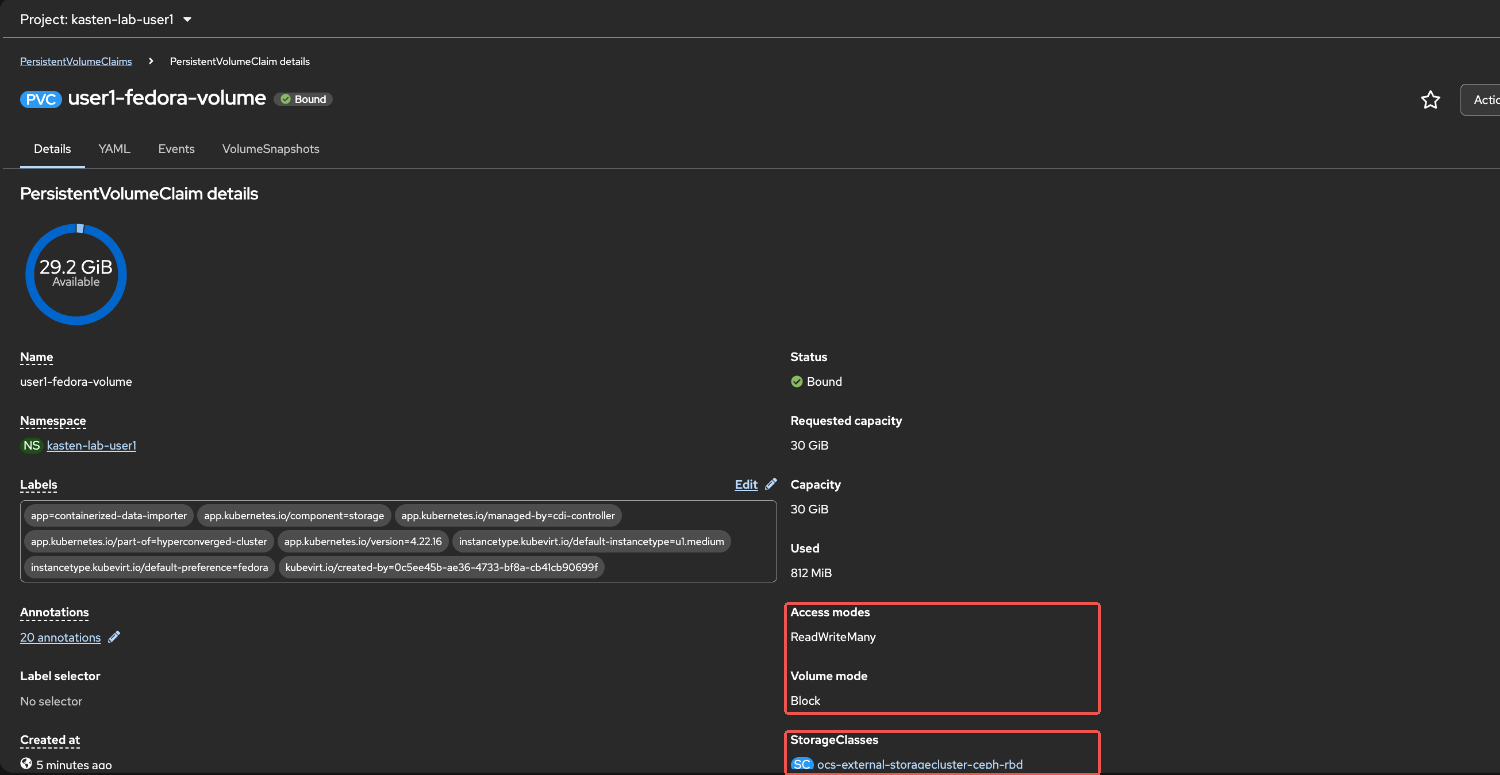 Project: kasten-lab-user1
PersistentVolumeClaims > PersistentVolumeClaim details
PVC user1-fedora-volume Bound
Actio
Details YAML Events VolumeSnapshots
PersistentVolumeClaim details
29.2 GiB
Available
Name
user1-fedora-volume
Namespace
NS kasten-lab-user1
Labels
Edit
app=containerized-data-importer app.kubernetes.io/component=storage app.kubernetes.io/managed-by=cdi-controller
app.kubernetes.io/part-of=hyperconverged-cluster app.kubernetes.io/version=4.22.16 instancetype.kubevirt.io/default-instancetype=u1.medium
instancetype.kubevirt.io/default-preference=fedora kubevirt.io/created-by=0c5ee45b-ae36-4733-bf8a-cb41cb90699f
Annotations
20 annotations
Label selector
No selector
Created at
5 minutes ago
Status
Bound
Requested capacity
30 GiB
Capacity
30 GiB
Used
812 MiB
Access modes
ReadWriteMany
Volume mode
Block
StorageClasses
SC ocs-external-storagecluster-ceph-rbd